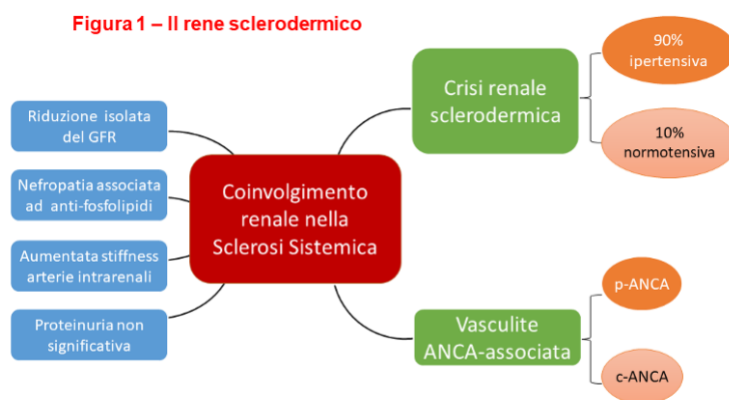 Figura 1 – Il rene sclerodermico
Riduzione isolata
del GFR
Nefropatia associata
ad anti-fosfolipidi
Aumentata stiffness
arterie intrarenali
Proteinuria non
significativa
Coinvolgimento
renale nella
Sclerosi Sistemica
Crisi renale
sclerodermica
90%
ipertensiva
10%
normotensiva
Vasculite
ANCA-associata
p-ANCA
c-ANCA